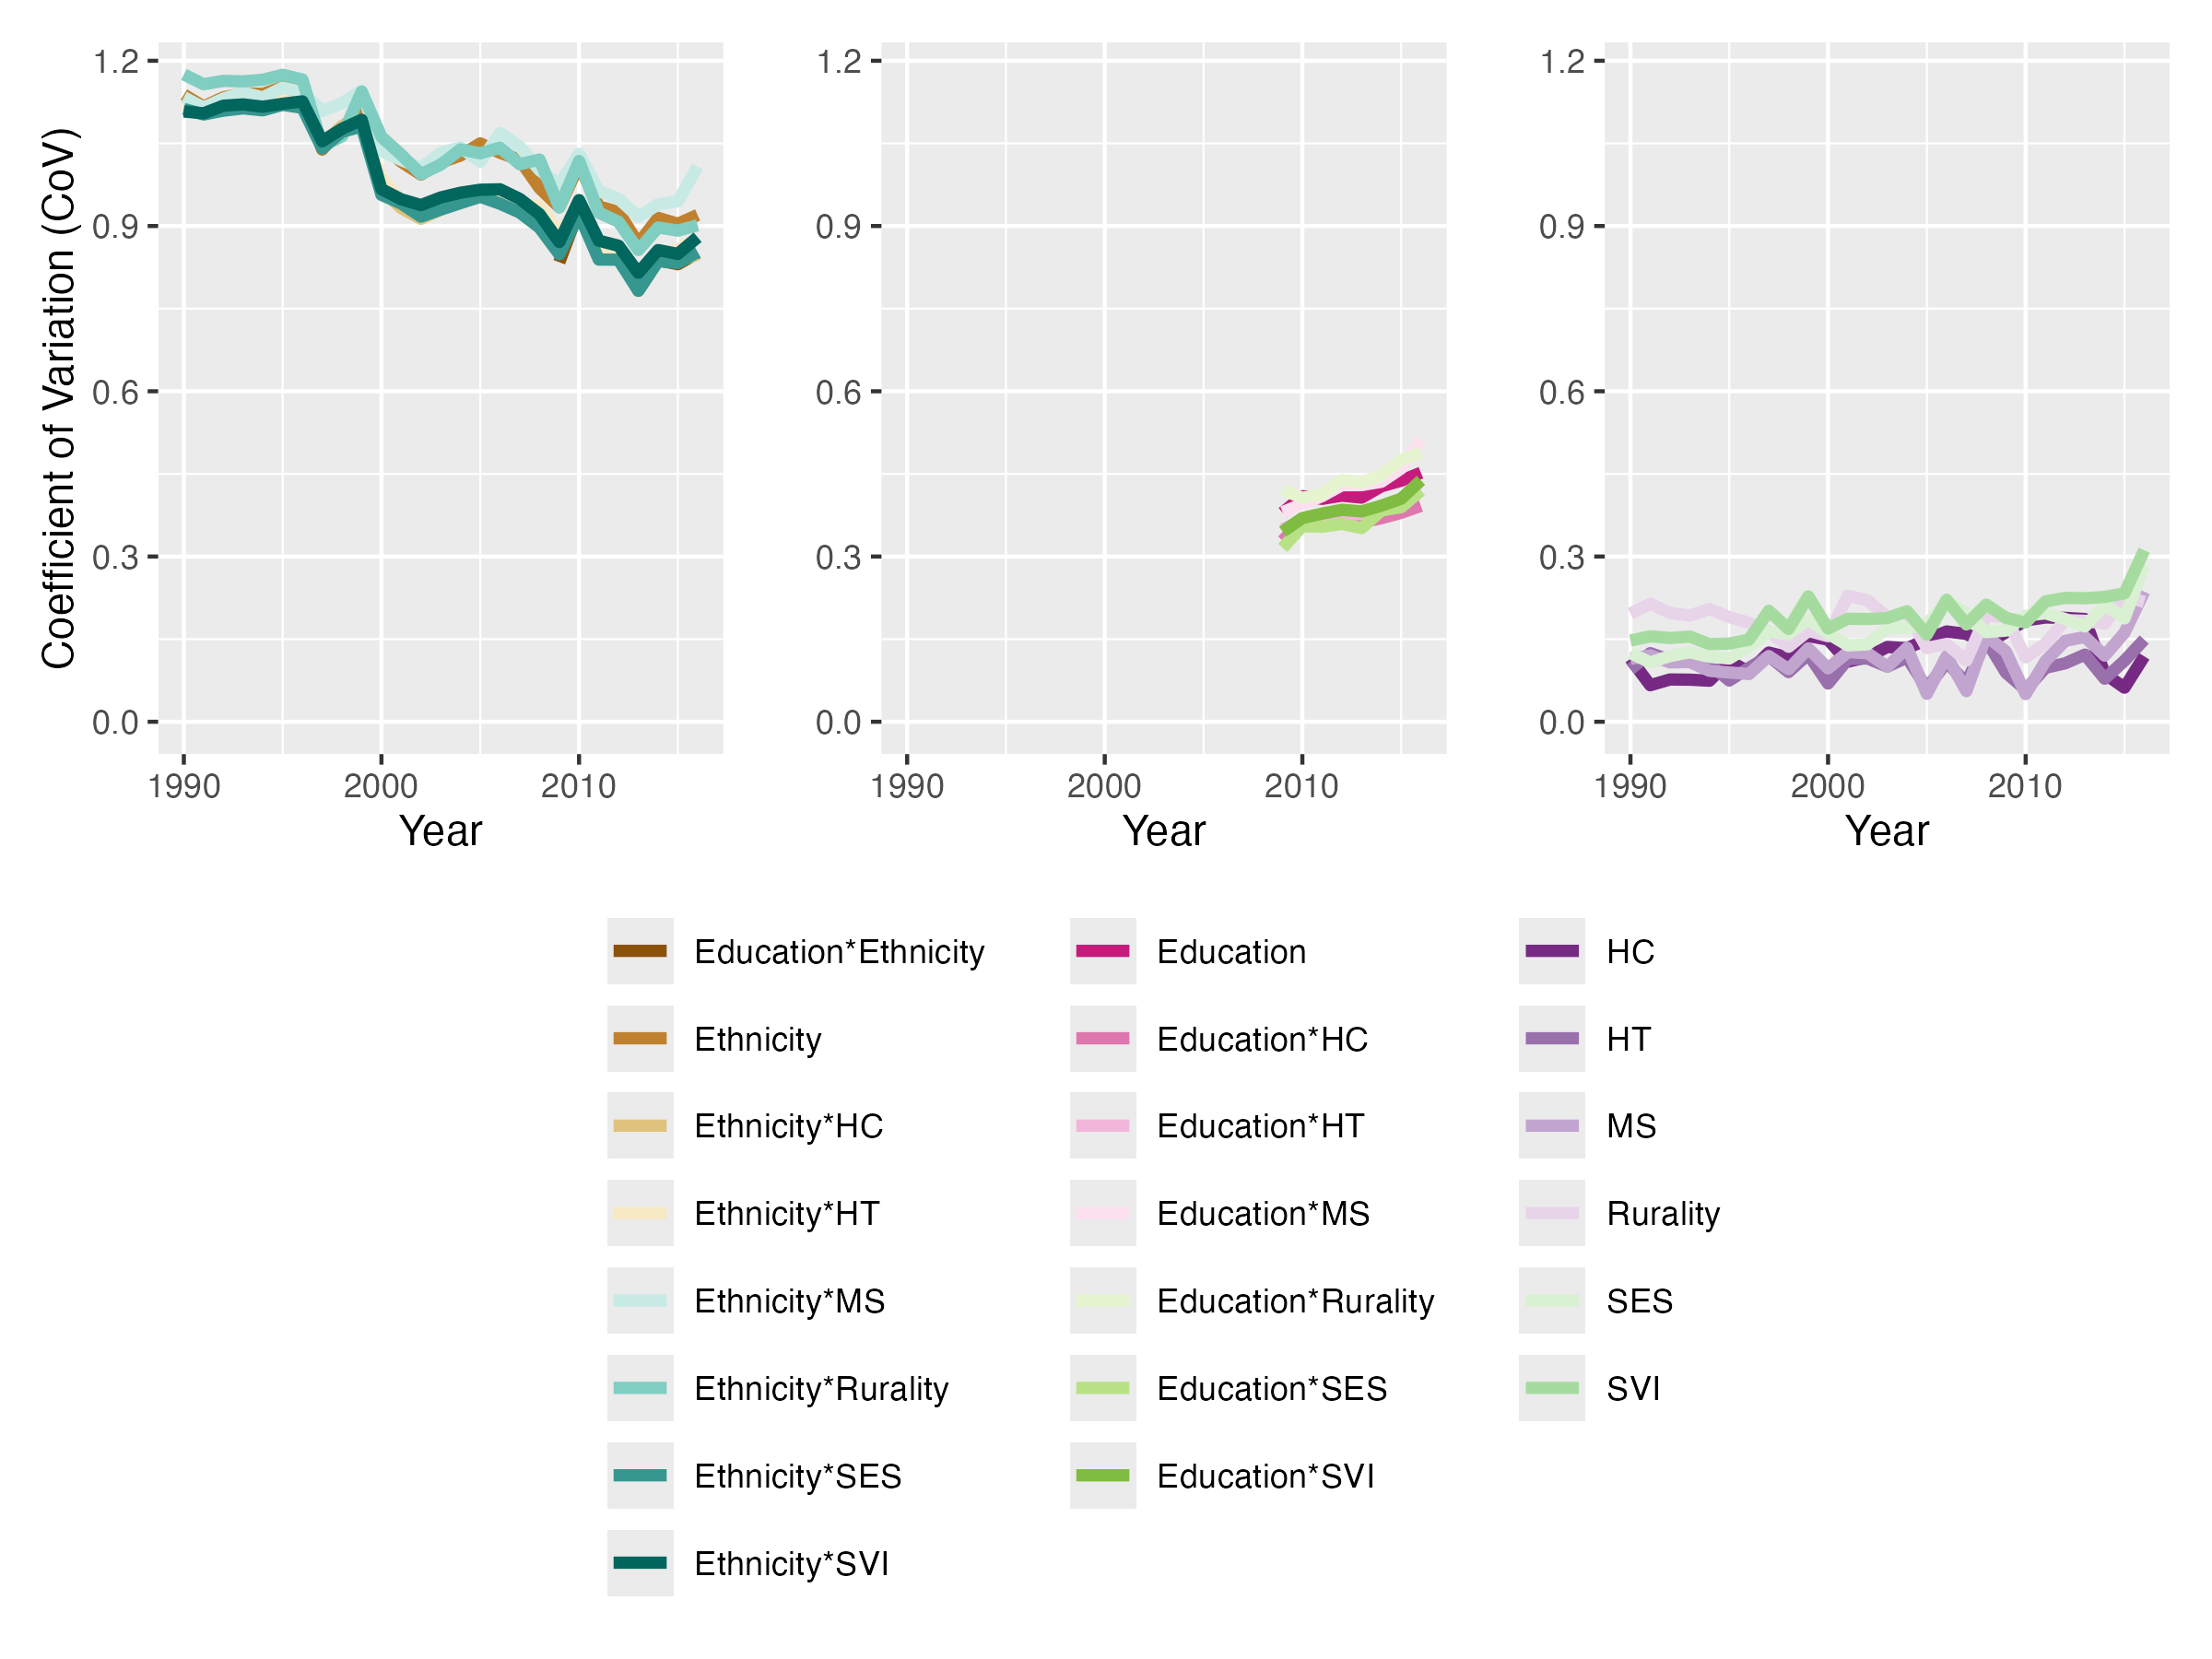 Coefficient of Variation (CoV)
1.2
0.9
0.6
0.3
0.0
1990 2000 2010
Year
1.2
0.9
0.6
0.3
0.0
1990 2000 2010
Year
1.2
0.9
0.6
0.3
0.0
1990 2000 2010
Year
Education*Ethnicity
Ethnicity
Ethnicity*HC
Ethnicity*HT
Ethnicity*MS
Ethnicity*Rurality
Ethnicity*SES
Ethnicity*SVI
Education
Education*HC
Education*HT
Education*MS
Education*Rurality
Education*SES
Education*SVI
HC
HT
MS
Rurality
SES
SVI